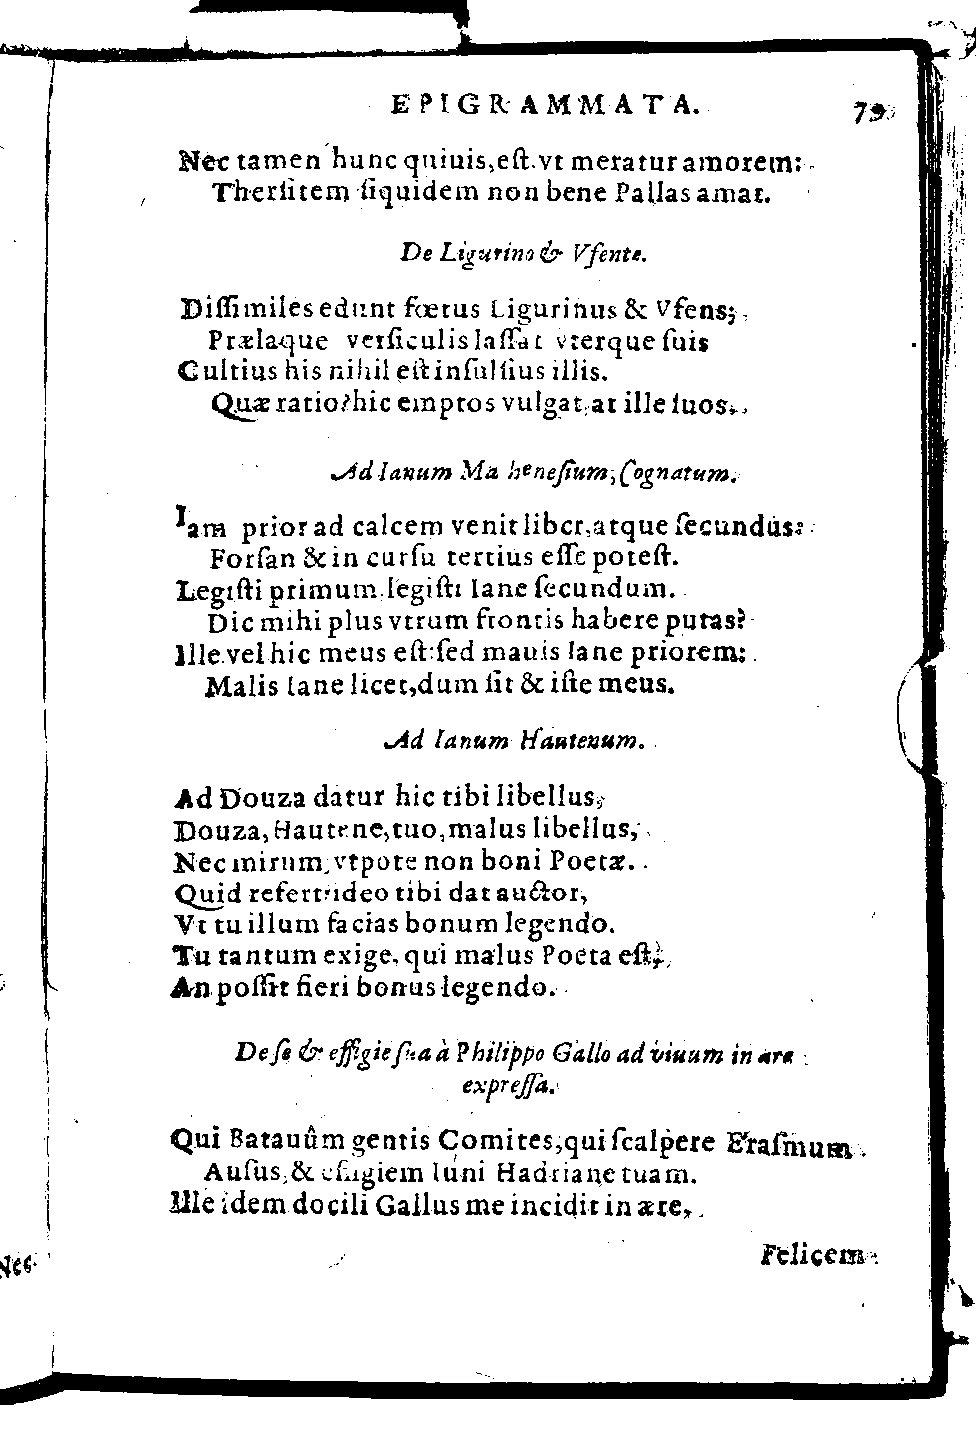 EPIGRAMMATA. 79
Nec tamen hunc quiuis, eſt vt meratur amorem:
Therſitem ſiquidem non bene Pallas amat.
De Ligurino & Vſente.
Diſſimiles edunt fœtus Ligurinus & Vſens;
Prælaque verſiculis laſſat vterque ſuis
Cultius his nihil eſt inſulſius illis.
Quæ ratio? hic emptos vulgat, at ille ſuos.
Ad Ianum Ma heneſium, Cognatum.
Iam prior ad calcem venit liber, atque ſecundus:
Forſan & in curſu tertius eſſe poteſt.
Legiſti primum legiſti Iane ſecundum.
Dic mihi plus vtrum frontis habere putas?
Ille vel hic meus eſt: ſed mauis Iane priorem:
Malis Iane licet, dum ſit & iſte meus.
Ad Ianum Hautenum.
Ad Douza datur hic tibi libellus,
Douza, Hautene, tuo, malus libellus,
Nec mirum, vtpote non boni Poetæ.
Quid refert? ideo tibi dat auctor,
Vt tu illum facias bonum legendo.
Tu tantum exige, qui malus Poeta eſt,
An poſſit fieri bonus legendo.
De ſe & effigie ſua à Philippo Gallo ad viuum in ære
expreſſa.
Qui Batauûm gentis Comites, qui ſcalpere Eraſmum
Auſus, & effigiem Iuni Hadriane tuam.
Ille idem docili Gallus me incidit in ære,
Felicem
Nec